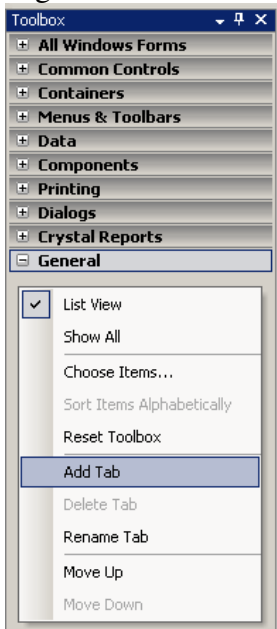 Toolbox
All Windows Forms
Common Controls
Containers
Menus & Toolbars
Data
Components
Printing
Dialogs
Crystal Reports
General
List View
Show All
Choose Items...
Sort Items Alphabetically
Reset Toolbox
Add Tab
Delete Tab
Rename Tab
Move Up
Move Down